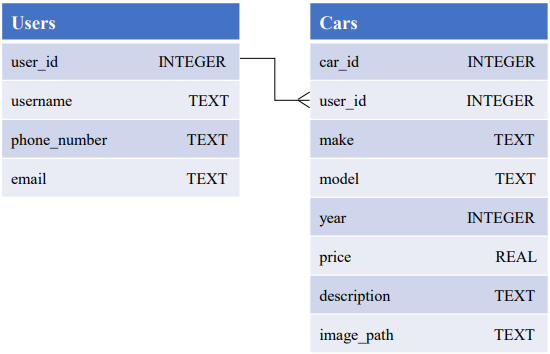 Users
user_id INTEGER
username TEXT
phone_number TEXT
email TEXT
Cars
car_id INTEGER
user_id INTEGER
make TEXT
model TEXT
year INTEGER
price REAL
description TEXT
image_path TEXT